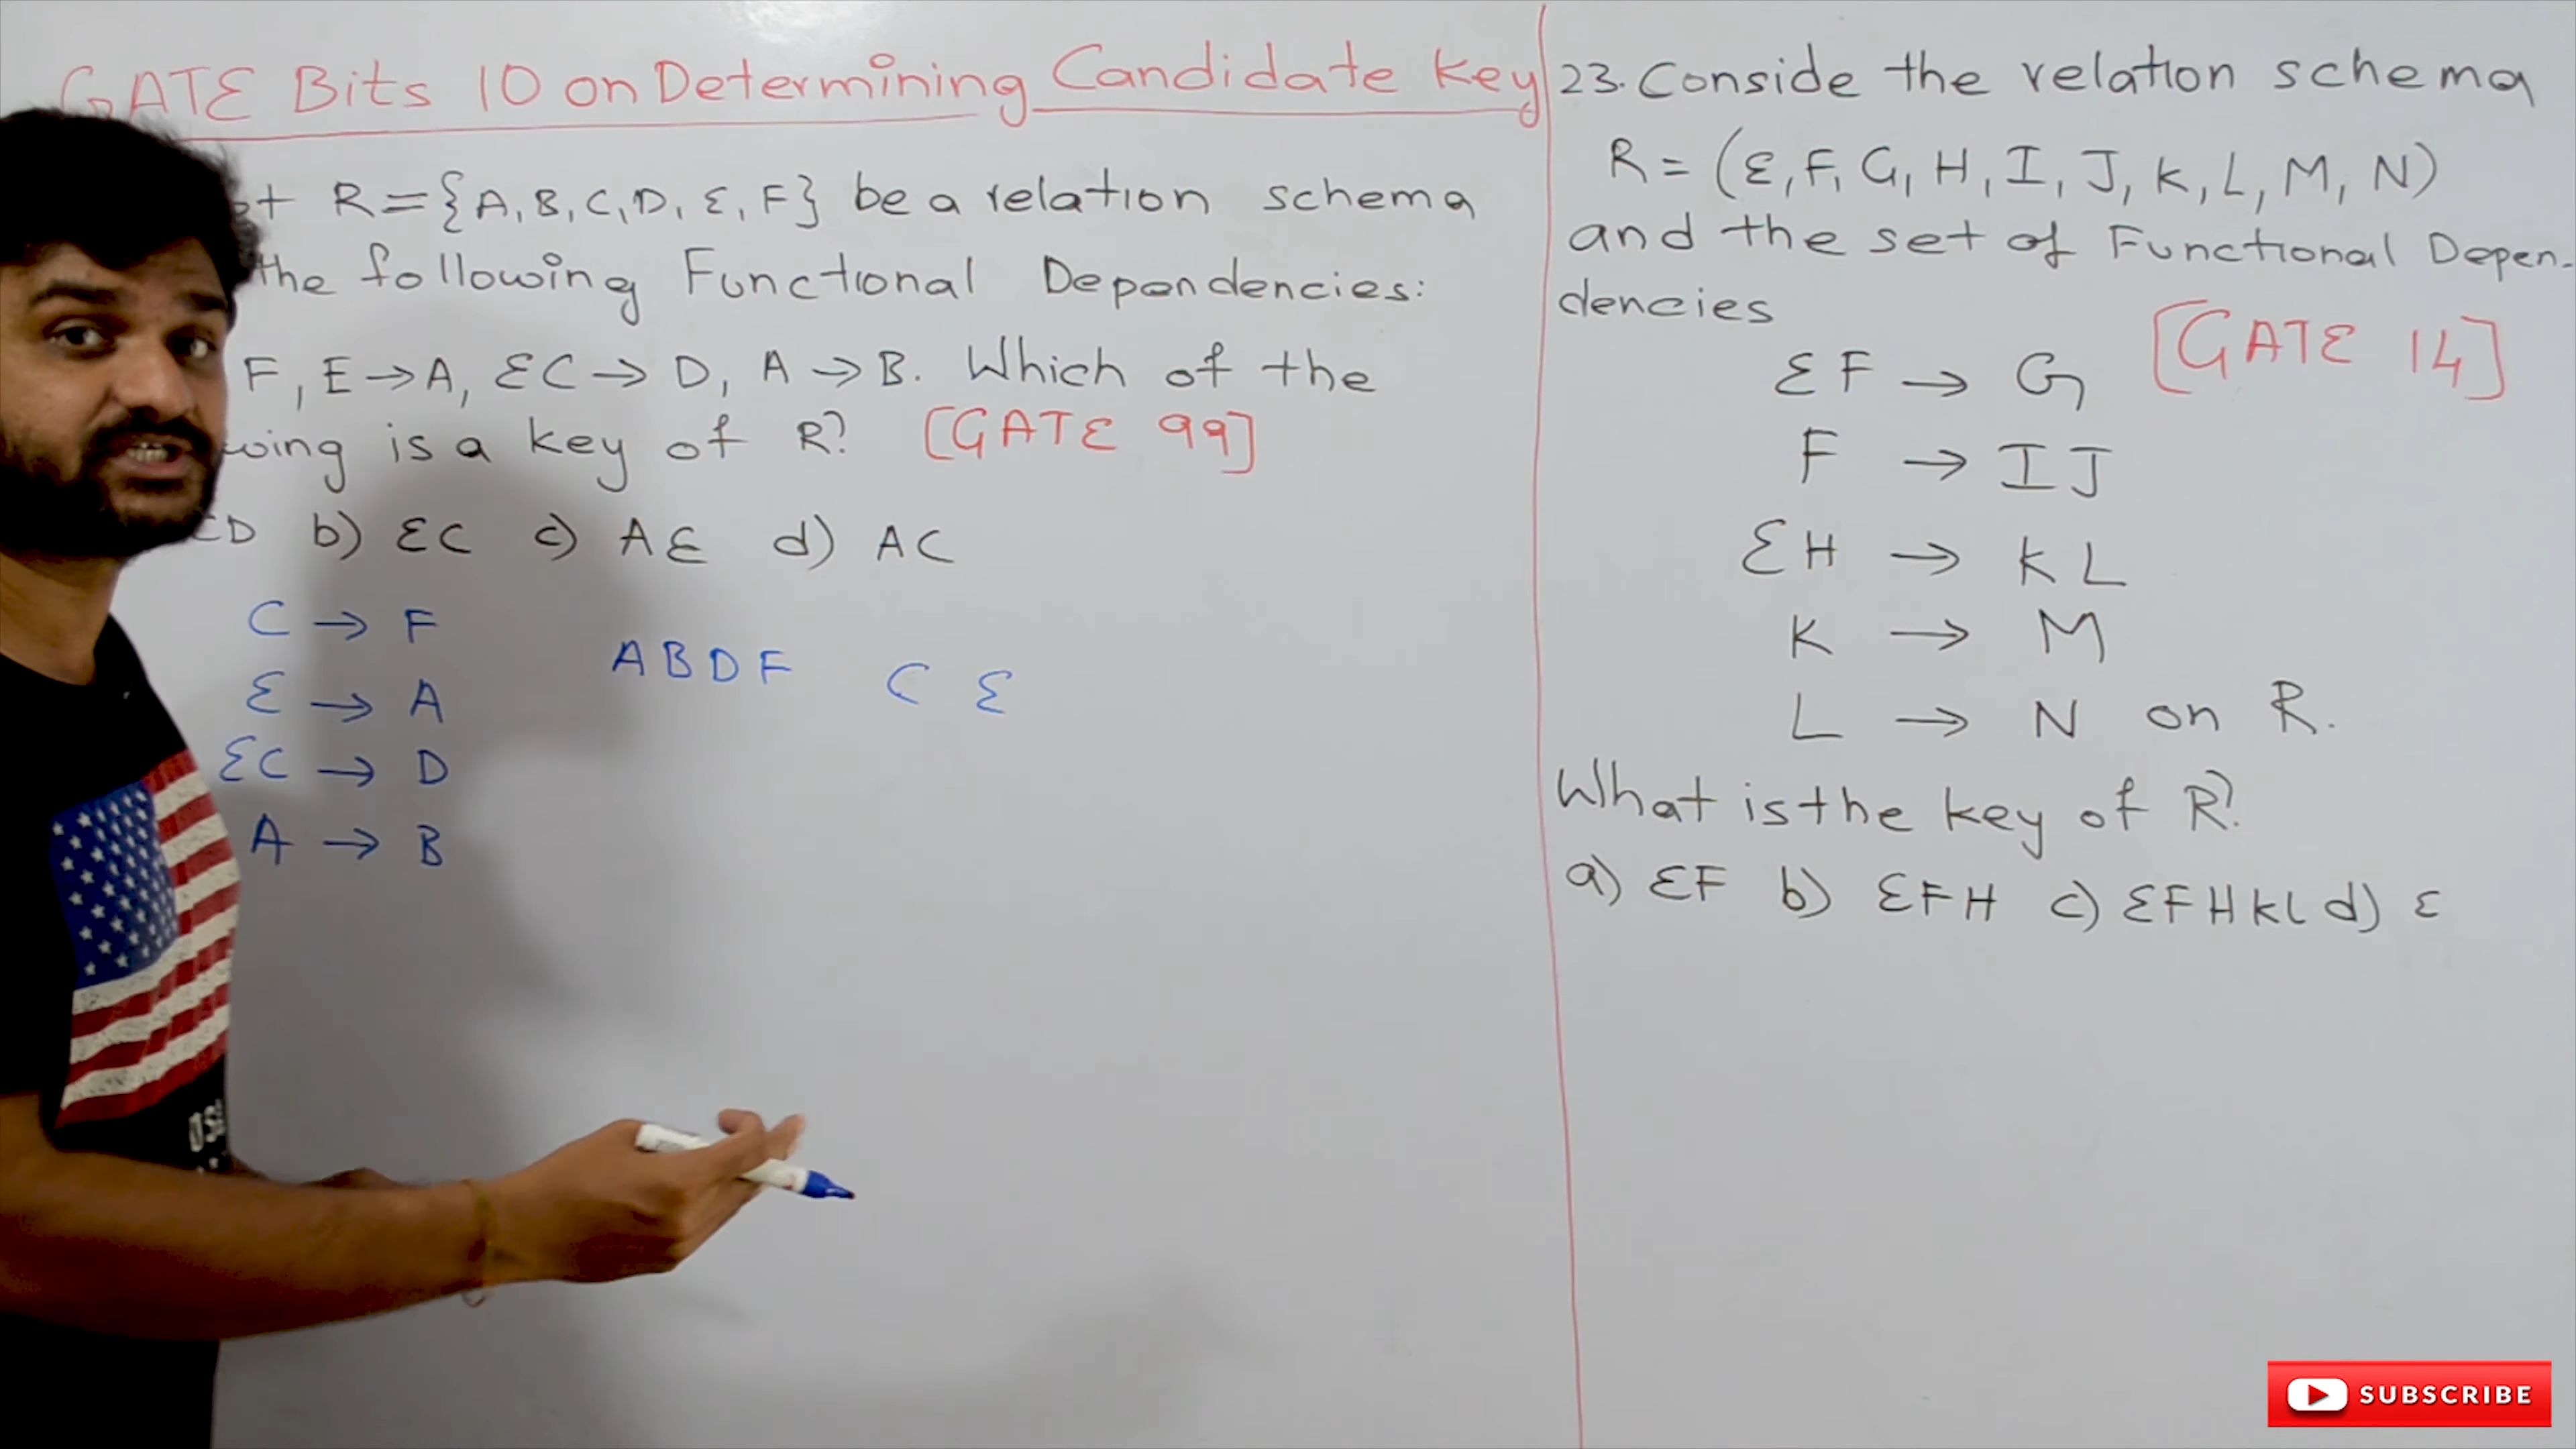 GATE Bits 10 on Determining Candidate Key
R={A,B,C,D,E,F} be a relation schema
the following Functional Dependencies:
F, E→A, EC→D, A→B. Which of the
wing is a key of R? [GATE 99]
CD b) EC c) AE d) AC
C → F
E → A
EC → D
A → B
ABDF C E
23. Conside the relation schema
R = (E, F, G, H, I, J, K, L, M, N)
and the set of Functional Depen-
dencies
[GATE 14]
EF → G
F → IJ
EH → KL
K → M
L → N on R.
What is the key of R?
a) EF b) EFH c) EFHKL d) E
SUBSCRIBE